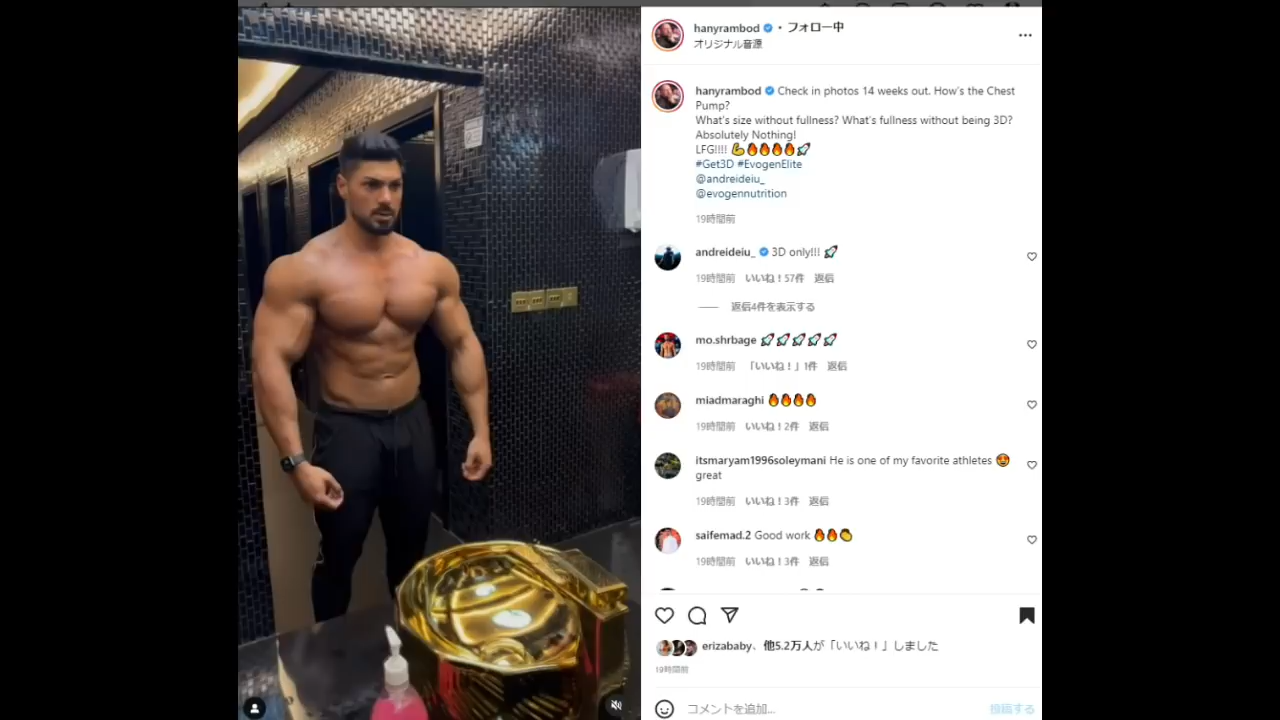 hanyrambod • フォロー中
オリジナル音源
hanyrambod Check in photos 14 weeks out. How's the Chest
Pump?
What's size without fullness? What's fullness without being 3D?
Absolutely Nothing!
LFG!!!! 💪🔥🔥🔥🔥🚀
#Get3D #EvogenElite
@andreideiu_
@evogennutrition
19時間前
andreideiu_ 3D only!!! 🚀
19時間前 いいね！57件 返信
返信4件を表示する
mo.shrbage 🚀🚀🚀🚀🚀
19時間前 「いいね！」1件 返信
miadmaraghi 🔥🔥🔥🔥
19時間前 いいね！2件 返信
itsmaryam1996soleymani He is one of my favorite athletes 😍
great
19時間前 いいね！3件 返信
saifemad.2 Good work 🔥🔥👏
19時間前 いいね！3件 返信
erizababy、他5.2万人が「いいね！」しました
19時間前
コメントを追加... 投稿する